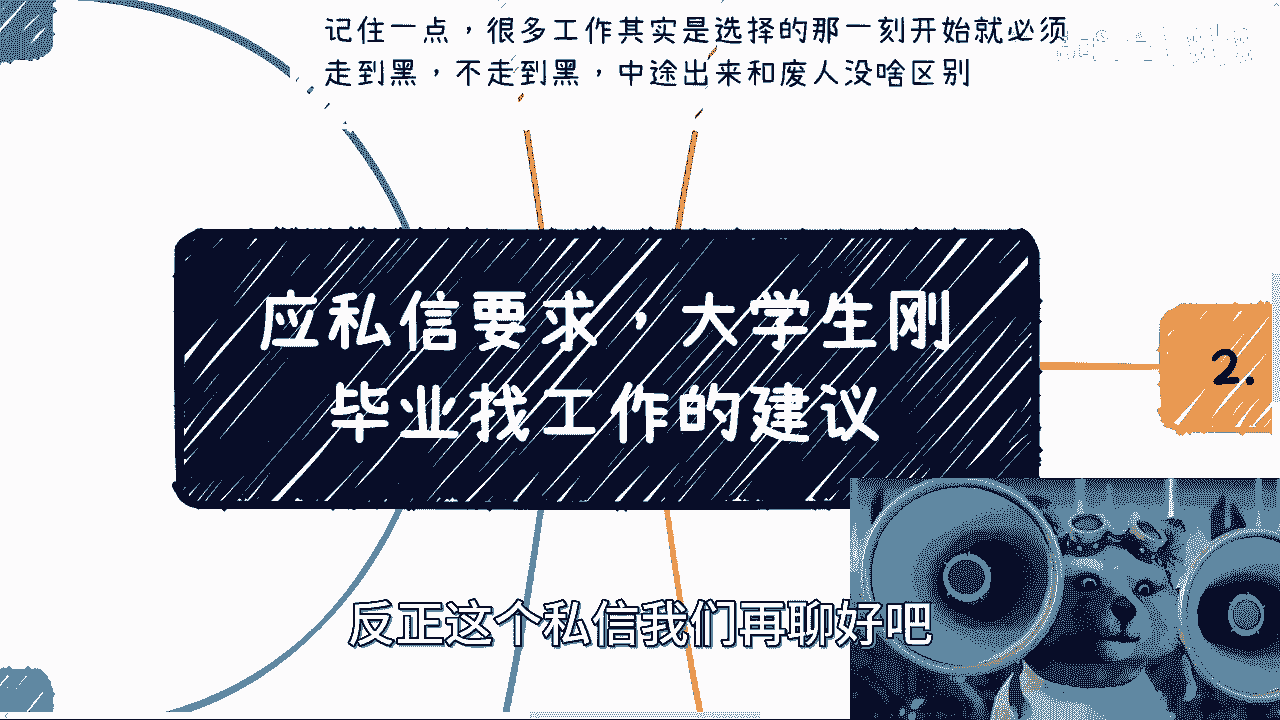 记住一点，很多工作其实是选择的那一刻开始就必须
走到黑，不走到黑，中途出来和废人没啥区别
应私信要求，大学生刚
毕业找工作的建议
2.
反正这个私信我们再聊好吧